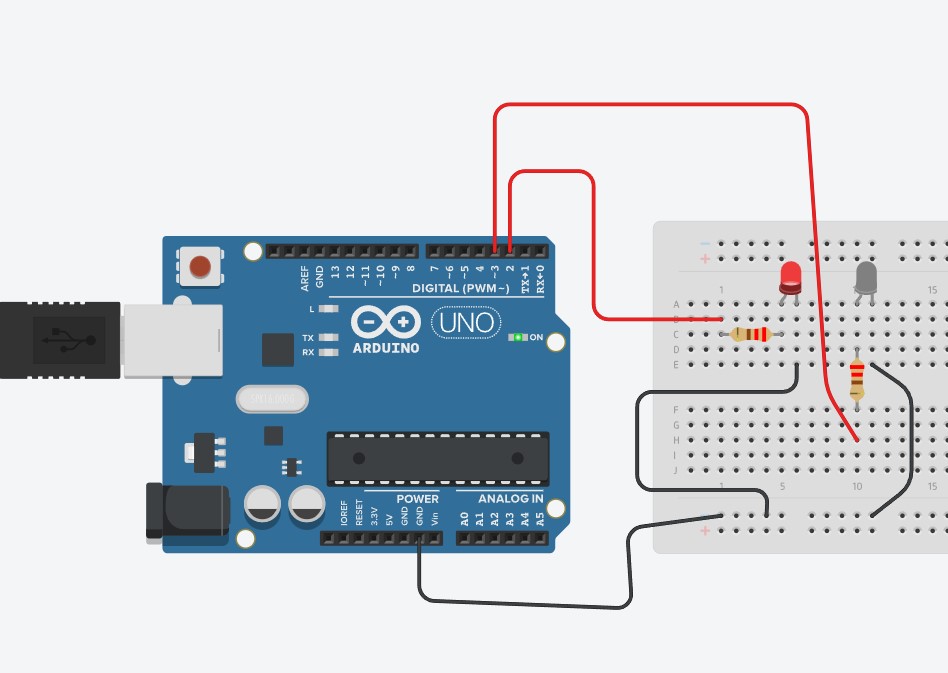 AREF
GND
13
12
~11
~10
~9
8
7
~6
~5
4
~3
2
TX→1
RX←0
DIGITAL (PWM~)
L
TX
RX
UNO
ARDUINO
ON
POWER
ANALOG IN
IOREF
RESET
3.3V
5V
GND
GND
Vin
A0
A1
A2
A3
A4
A5
− 
+
1 10 15
A
C
D
E
F
G
H
I
J
1 5 10 15
+